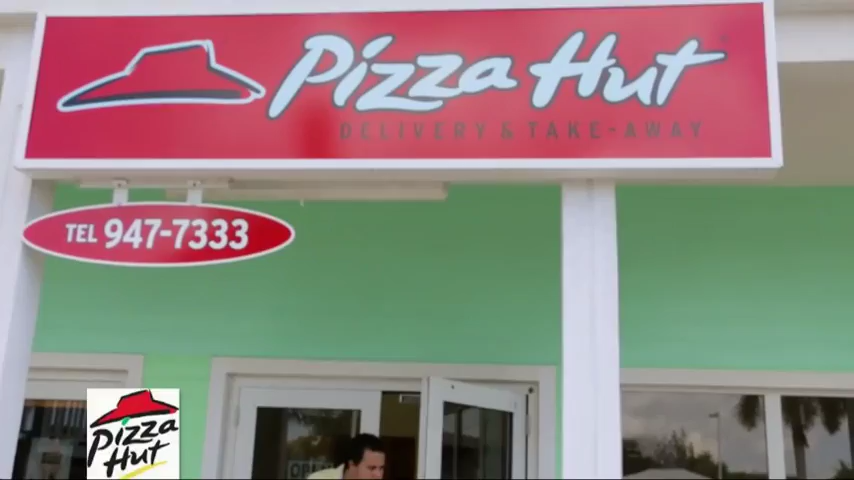 Pizza Hut
DELIVERY & TAKE-AWAY
TEL 947-7333
Pizza
Hut